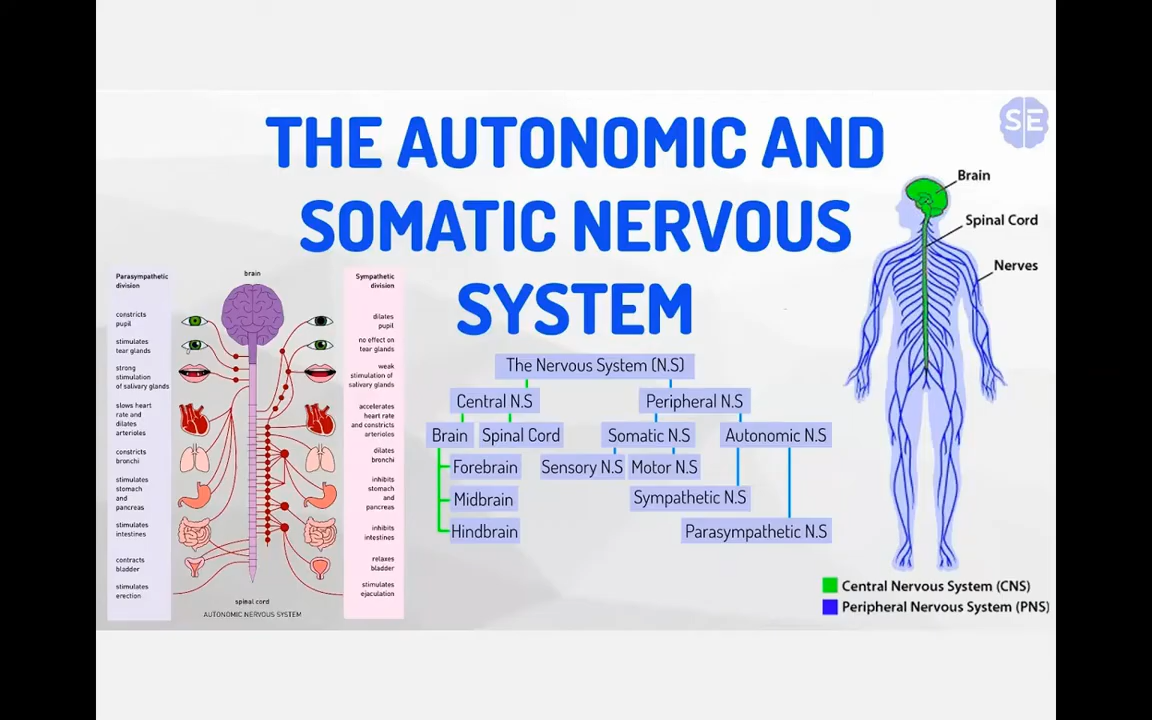 THE AUTONOMIC AND
SOMATIC NERVOUS
SYSTEM
SE
Parasympathetic
division
constricts
pupil
stimulates
tear glands
strong
stimulation
of salivary glands
slows heart
rate and
dilates
arterioles
constricts
bronchi
stimulates
stomach
and
pancreas
stimulates
intestines
contracts
bladder
stimulates
erection
brain
spinal cord
AUTONOMIC NERVOUS SYSTEM
Sympathetic
division
dilates
pupil
no effect on
tear glands
weak
stimulation of
salivary glands
accelerates
heart rate
and constricts
arterioles
dilates
bronchi
inhibits
stomach
and
pancreas
inhibits
intestines
relaxes
bladder
stimulates
ejaculation
The Nervous System (N.S)
Central N.S
Peripheral N.S
Brain
Spinal Cord
Somatic N.S
Autonomic N.S
Forebrain
Sensory N.S
Motor N.S
Midbrain
Sympathetic N.S
Hindbrain
Parasympathetic N.S
Brain
Spinal Cord
Nerves
Central Nervous System (CNS)
Peripheral Nervous System (PNS)